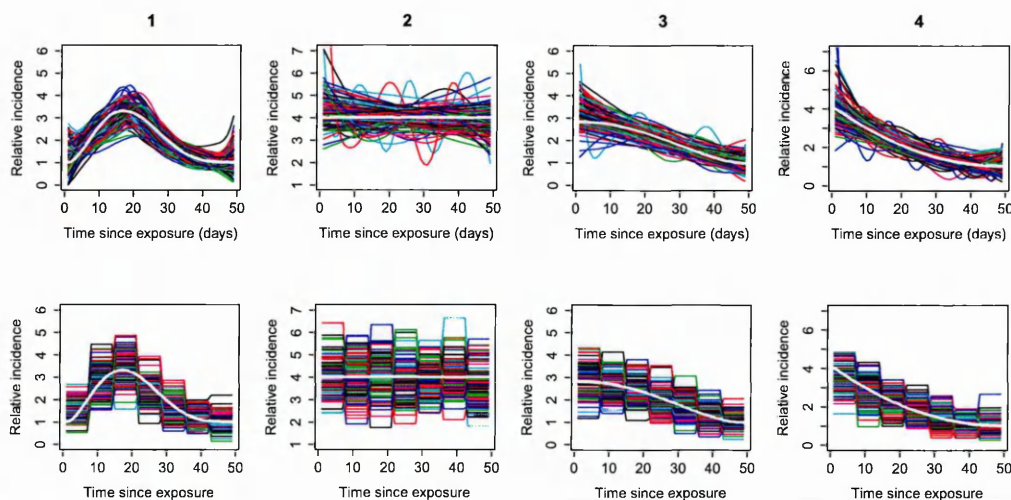 1 2 3 4
Relative incidence
0 1 2 3 4 5 6
0 10 20 30 40 50
Time since exposure (days)
Relative incidence
1 2 3 4 5 6 7
0 10 20 30 40 50
Time since exposure (days)
Relative incidence
0 1 2 3 4 5 6
0 10 20 30 40 50
Time since exposure (days)
Relative incidence
0 2 4 6
0 10 20 30 40 50
Time since exposure (days)
Relative incidence
0 1 2 3 4 5 6
0 10 20 30 40 50
Time since exposure
Relative incidence
1 2 3 4 5 6 7
0 10 20 30 40 50
Time since exposure
Relative incidence
0 1 2 3 4 5 6
0 10 20 30 40 50
Time since exposure
Relative incidence
0 2 4 6
0 10 20 30 40 50
Time since exposure